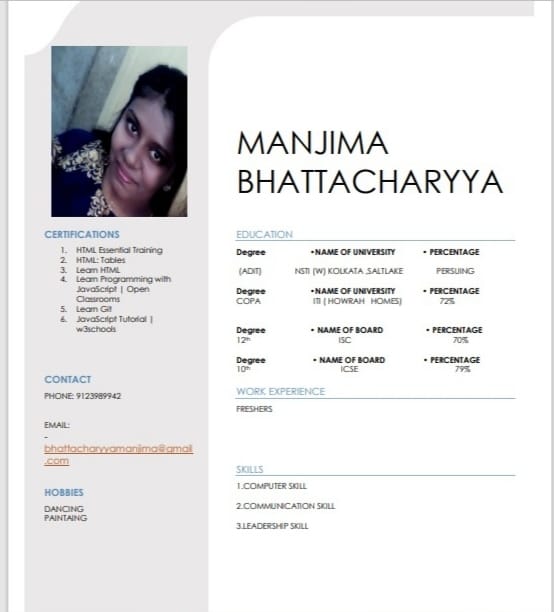 MANJIMA
BHATTACHARYYA
CERTIFICATIONS
1. HTML Essential Training
2. HTML: Tables
3. Learn HTML
4. Learn Programming with
JavaScript | Open
Classrooms
5. Learn Git
6. JavaScript Tutorial |
w3schools
CONTACT
PHONE: 9123989942
EMAIL:
-
bhattacharyyamanjima@gmail
.com
HOBBIES
DANCING
PAINTAING
EDUCATION
Degree •NAME OF UNIVERSITY • PERCENTAGE
(ADIT) NSTI (W) KOLKATA ,SALTLAKE PERSUING
Degree •NAME OF UNIVERSITY • PERCENTAGE
COPA ITI ( HOWRAH HOMES) 72%
Degree • NAME OF BOARD • PERCENTAGE
12th ISC 70%
Degree • NAME OF BOARD • PERCENTAGE
10th ICSE 79%
WORK EXPERIENCE
FRESHERS
SKILLS
1.COMPUTER SKILL
2.COMMUNICATION SKILL
3.LEADERSHIP SKILL